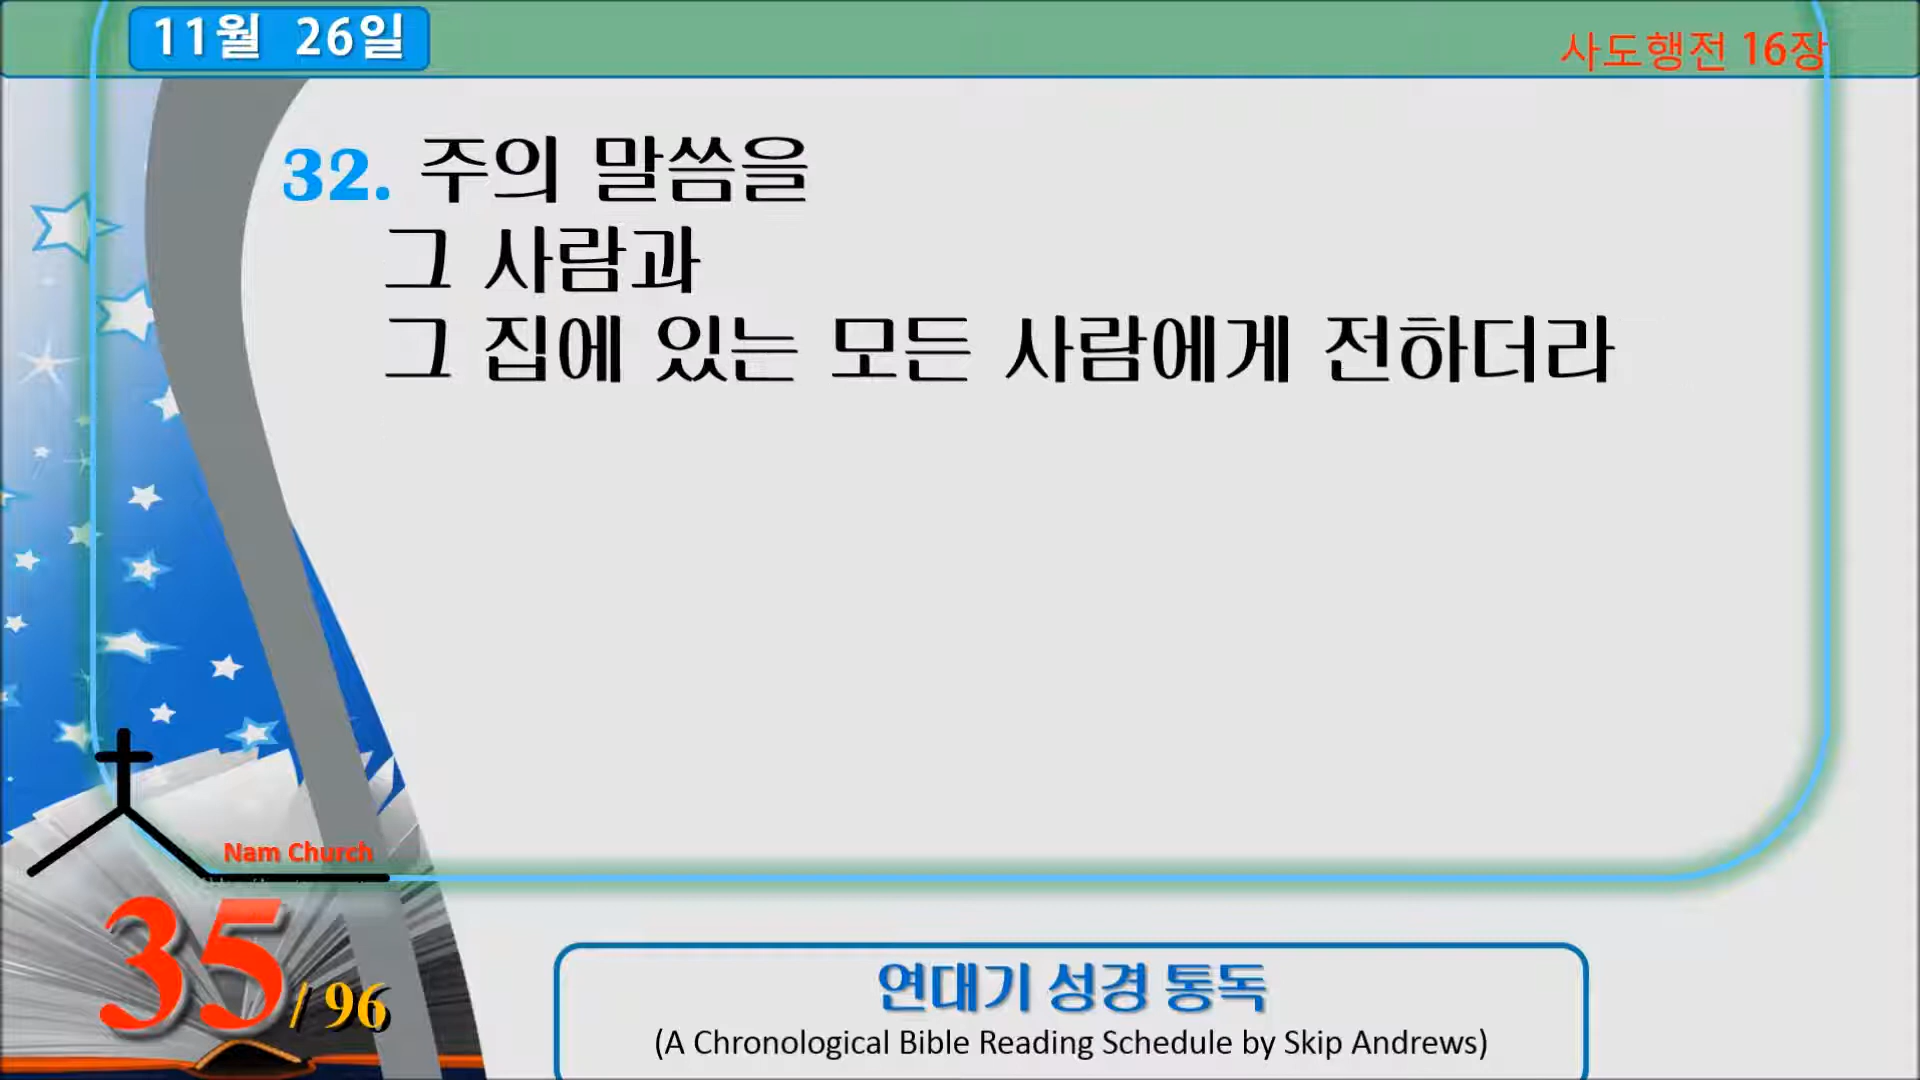 11월 26일
사도행전 16장
32. 주의 말씀을
그 사람과
그 집에 있는 모든 사람에게 전하더라
Nam Church
35 / 96
연대기 성경 통독
(A Chronological Bible Reading Schedule by Skip Andrews)